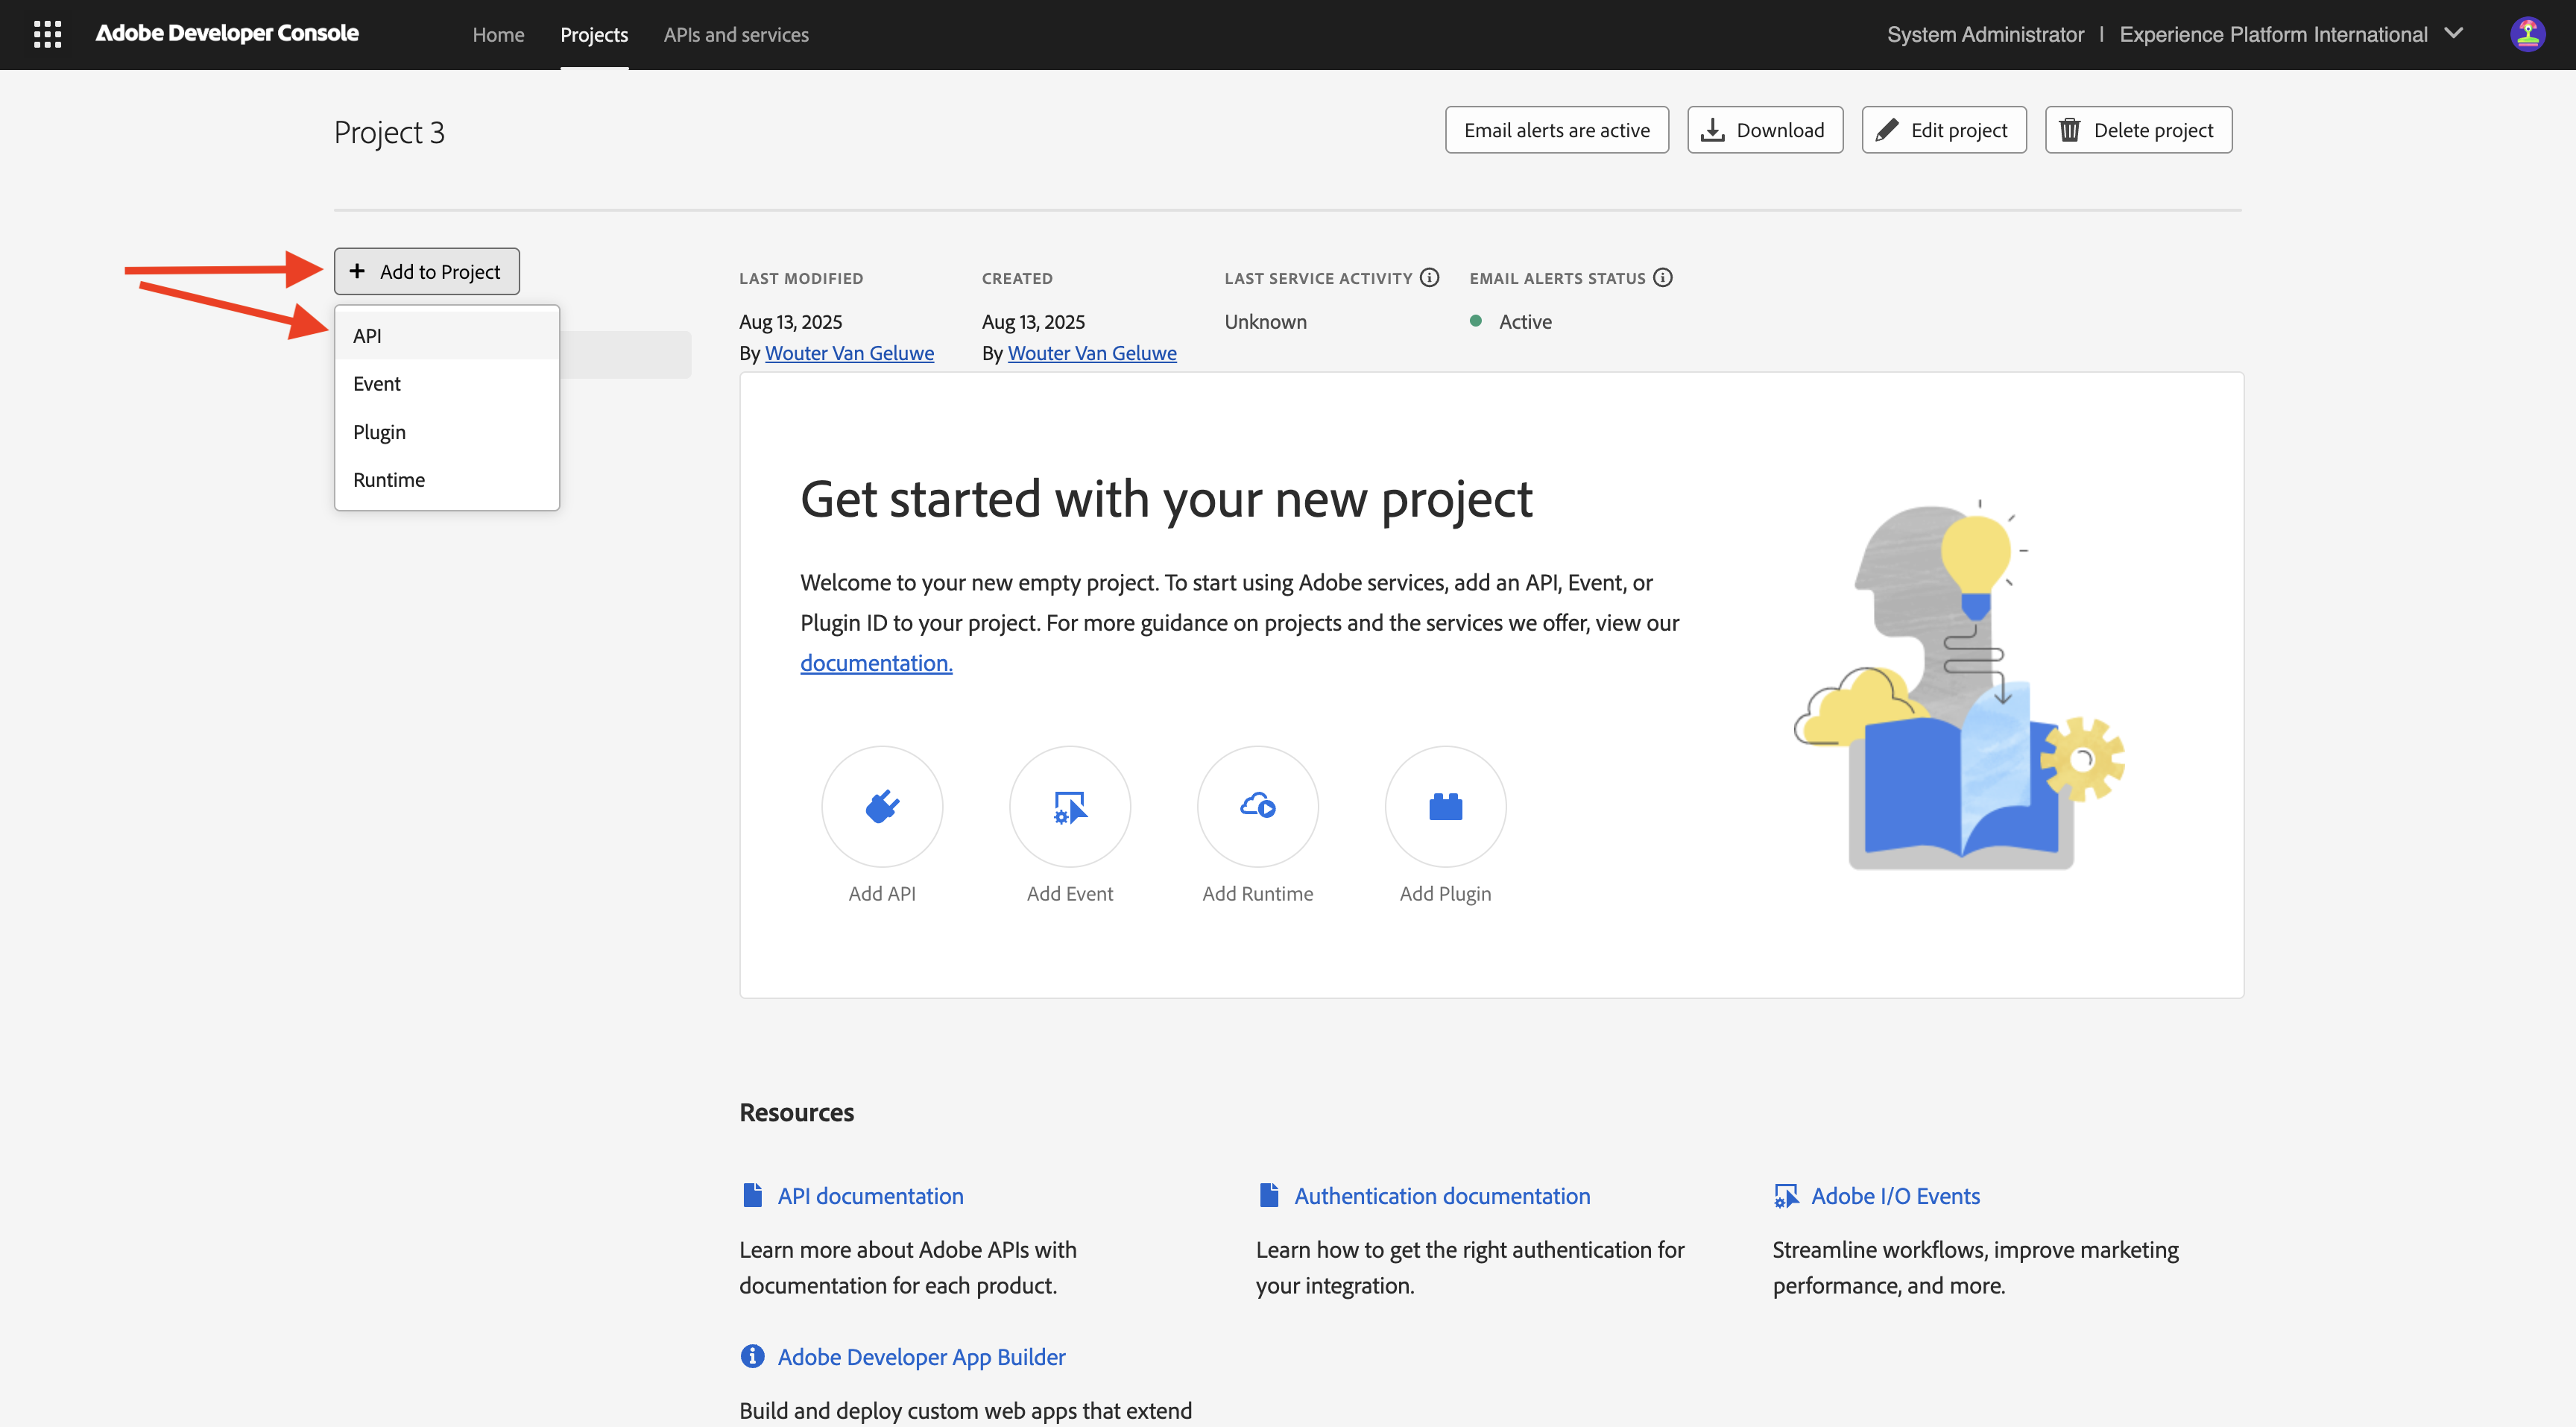 Adobe Developer Console
Home
Projects
APIs and services
System Administrator | Experience Platform International
Project 3
Email alerts are active
Download
Edit project
Delete project
+ Add to Project
API
Event
Plugin
Runtime
LAST MODIFIED
Aug 13, 2025
By Wouter Van Geluwe
CREATED
Aug 13, 2025
By Wouter Van Geluwe
LAST SERVICE ACTIVITY
Unknown
EMAIL ALERTS STATUS
Active
Get started with your new project
Welcome to your new empty project. To start using Adobe services, add an API, Event, or
Plugin ID to your project. For more guidance on projects and the services we offer, view our
documentation.
Add API
Add Event
Add Runtime
Add Plugin
Resources
API documentation
Learn more about Adobe APIs with
documentation for each product.
Authentication documentation
Learn how to get the right authentication for
your integration.
Adobe I/O Events
Streamline workflows, improve marketing
performance, and more.
Adobe Developer App Builder
Build and deploy custom web apps that extend